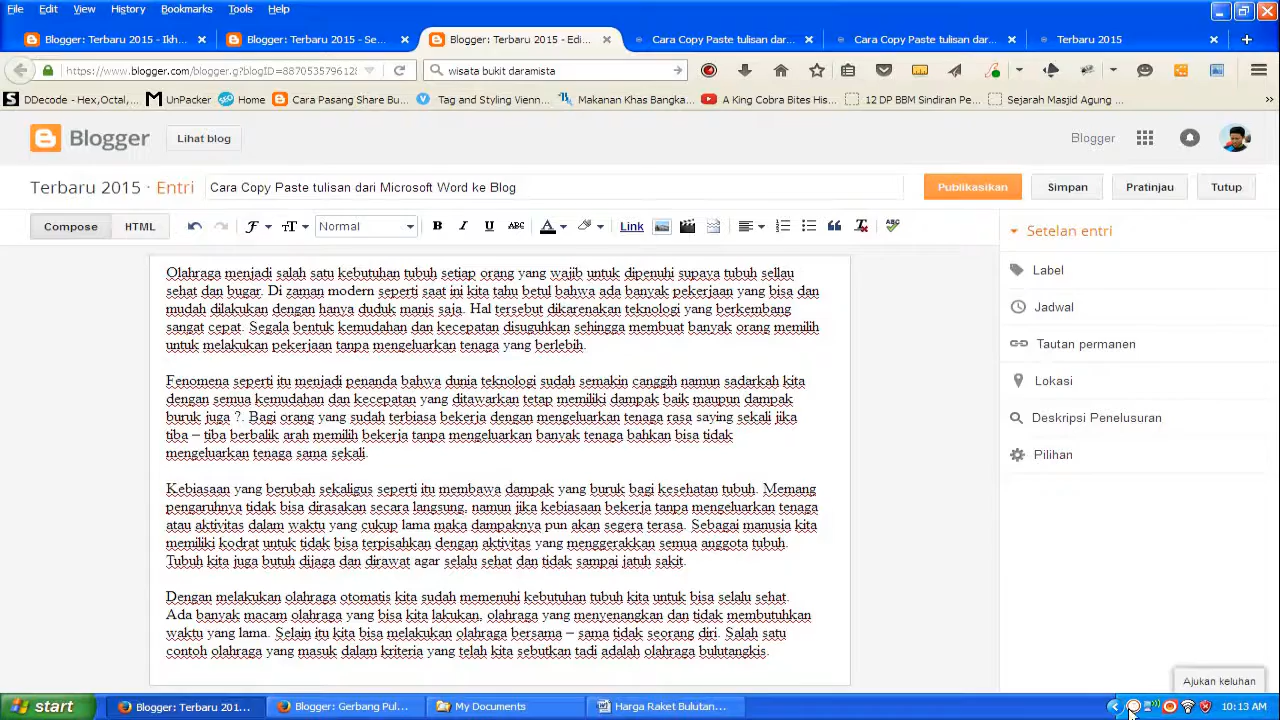 File Edit View History Bookmarks Tools Help
Blogger: Terbaru 2015 - Ikh... × Blogger: Terbaru 2015 - Se... × Blogger: Terbaru 2015 - Edi... × Cara Copy Paste tulisan dar... × Cara Copy Paste tulisan dar... × Terbaru 2015 ×
https://www.blogger.com/blogger.g?blogID=8870535796128 wisata bukit daramista
DDecode - Hex,Octal,... UnPacker Home Cara Pasang Share Bu... Tag and Styling Vienn... Makanan Khas Bangka... A King Cobra Bites His... 12 DP BBM Sindiran Pe... Sejarah Masjid Agung ...
Blogger Lihat blog Blogger
Terbaru 2015 · Entri Cara Copy Paste tulisan dari Microsoft Word ke Blog Publikasikan Simpan Pratinjau Tutup
Compose HTML Normal B I U ABC A Link ABC
Setelan entri
Label
Jadwal
Tautan permanen
Lokasi
Deskripsi Penelusuran
Pilihan
Olahraga menjadi salah satu kebutuhan tubuh setiap orang yang wajib untuk dipenuhi supaya tubuh sellau
sehat dan bugar. Di zaman modern seperti saat ini kita tahu betul bahwa ada banyak pekerjaan yang bisa dan
mudah dilakukan dengan hanya duduk manis saja. Hal tersebut dikarenakan teknologi yang berkembang
sangat cepat. Segala bentuk kemudahan dan kecepatan disuguhkan sehingga membuat banyak orang memilih
untuk melakukan pekerjaan tanpa mengeluarkan tenaga yang berlebih.
Fenomena seperti itu menjadi penanda bahwa dunia teknologi sudah semakin canggih namun sadarkah kita
dengan semua kemudahan dan kecepatan yang ditawarkan tetap memiliki dampak baik maupun dampak
buruk juga ?. Bagi orang yang sudah terbiasa bekerja dengan mengeluarkan tenaga rasa saying sekali jika
tiba – tiba berbalik arah memilih bekerja tanpa mengeluarkan banyak tenaga bahkan bisa tidak
mengeluarkan tenaga sama sekali.
Kebiasaan yang berubah sekaligus seperti itu membawa dampak yang buruk bagi kesehatan tubuh. Memang
pengaruhnya tidak bisa dirasakan secara langsung, namun jika kebiasaan bekerja tanpa mengeluarkan tenaga
atau aktivitas dalam waktu yang cukup lama maka dampaknya pun akan segera terasa. Sebagai manusia kita
memiliki kodrat untuk tidak bisa terpisahkan dengan aktivitas yang menggerakkan semua anggota tubuh.
Tubuh kita juga butuh dijaga dan dirawat agar selalu sehat dan tidak sampai jatuh sakit.
Dengan melakukan olahraga otomatis kita sudah memenuhi kebutuhan tubuh kita untuk bisa selalu sehat.
Ada banyak macam olahraga yang bisa kita lakukan, olahraga yang menyenangkan dan tidak membutuhkan
waktu yang lama. Selain itu kita bisa melakukan olahraga bersama – sama tidak seorang diri. Salah satu
contoh olahraga yang masuk dalam kriteria yang telah kita sebutkan tadi adalah olahraga bulutangkis.
Ajukan keluhan
start Blogger: Terbaru 201... Blogger: Gerbang Pul... My Documents Harga Raket Bulutan... 10:13 AM